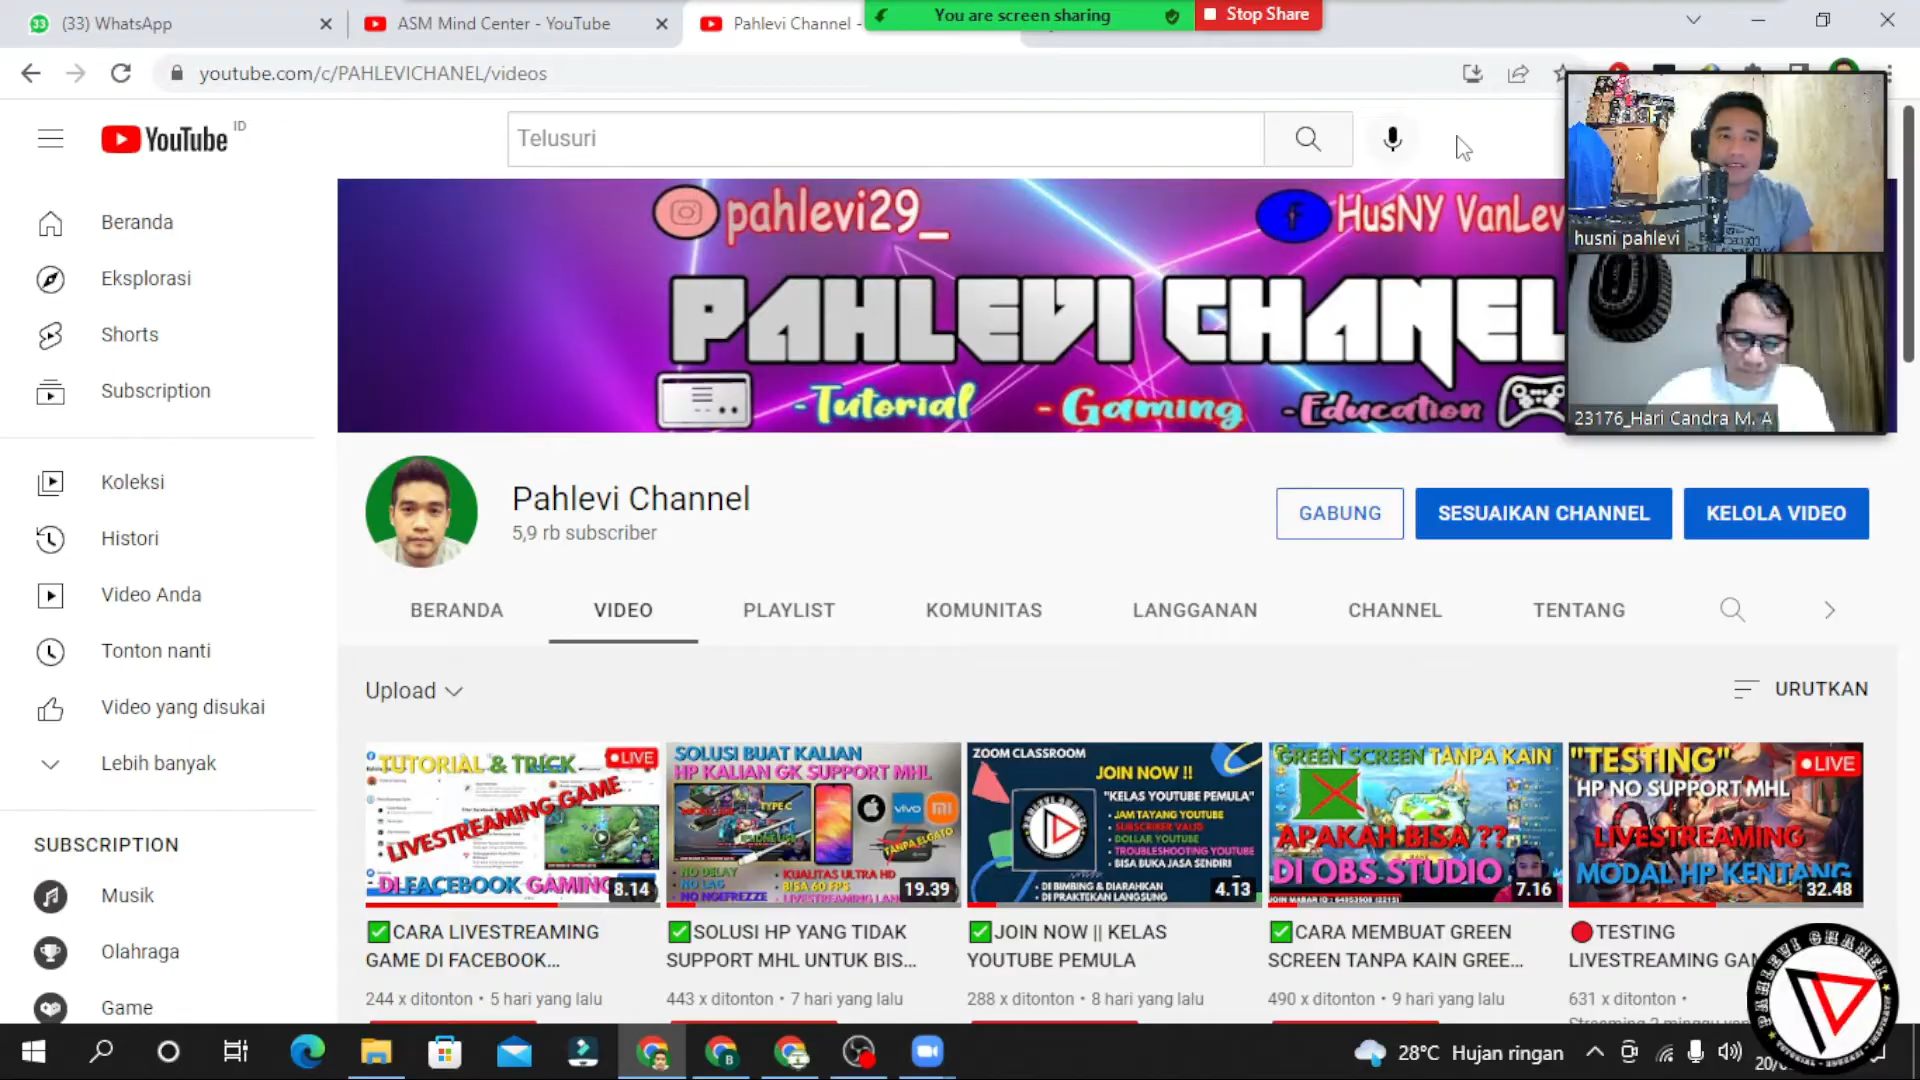 (33) WhatsApp
ASM Mind Center - YouTube
Pahlevi Channel -
You are screen sharing
Stop Share
youtube.com/c/PAHLEVICHANEL/videos
YouTube ID
Telusuri
pahlevi29_
HusNY VanLev
PAHLEVI CHANEL
-Tutorial
- Gaming
-Education
husni pahlevi
23176_Hari Candra M. A
Beranda
Eksplorasi
Shorts
Subscription
Koleksi
Histori
Video Anda
Tonton nanti
Video yang disukai
Lebih banyak
SUBSCRIPTION
Musik
Olahraga
Game
Pahlevi Channel
5,9 rb subscriber
GABUNG
SESUAIKAN CHANNEL
KELOLA VIDEO
BERANDA
VIDEO
PLAYLIST
KOMUNITAS
LANGGANAN
CHANNEL
TENTANG
Upload
URUTKAN
TUTORIAL & TRICK
LIVE
LIVESTREAMING GAME
DI FACEBOOK GAMING
8.14
SOLUSI BUAT KALIAN
HP KALIAN GK SUPPORT MHL
TYPE C
vivo
TANPA ELGATO
NO DELAY
NO LAG
KUALITAS ULTRA HD
BISA 60 FPS
19.39
ZOOM CLASSROOM
JOIN NOW !!
"KELAS YOUTUBE PEMULA"
JAM TAYANG YOUTUBE
SUBSCRIBER VALID
DOLLAR YOUTUBE
TROUBLESHOOTING YOUTUBE
BISA BUKA JASA SENDIRI
DI BIMBING & DIARAHKAN
DI PRAKTEKAN LANGSUNG
4.13
GREEN SCREEN TANPA KAIN
APAKAH BISA ??
DI OBS STUDIO
7.16
"TESTING"
LIVE
HP NO SUPPORT MHL
LIVESTREAMING
MODAL HP KENTANG
32.48
CARA LIVESTREAMING
GAME DI FACEBOOK...
244 x ditonton • 5 hari yang lalu
SOLUSI HP YANG TIDAK
SUPPORT MHL UNTUK BIS...
443 x ditonton • 7 hari yang lalu
JOIN NOW || KELAS
YOUTUBE PEMULA
288 x ditonton • 8 hari yang lalu
CARA MEMBUAT GREEN
SCREEN TANPA KAIN GREE...
490 x ditonton • 9 hari yang lalu
TESTING
LIVESTREAMING GA
631 x ditonton •
PAHLEVI CHANEL
28°C Hujan ringan
20/